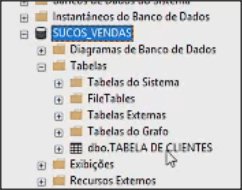 Bancos de Dados do Sistema
Instantâneos do Banco de Dados
SUCOS_VENDAS
Diagramas de Banco de Dados
Tabelas
Tabelas do Sistema
FileTables
Tabelas Externas
Tabelas do Grafo
dbo.TABELA DE CLIENTES
Exibições
Recursos Externos